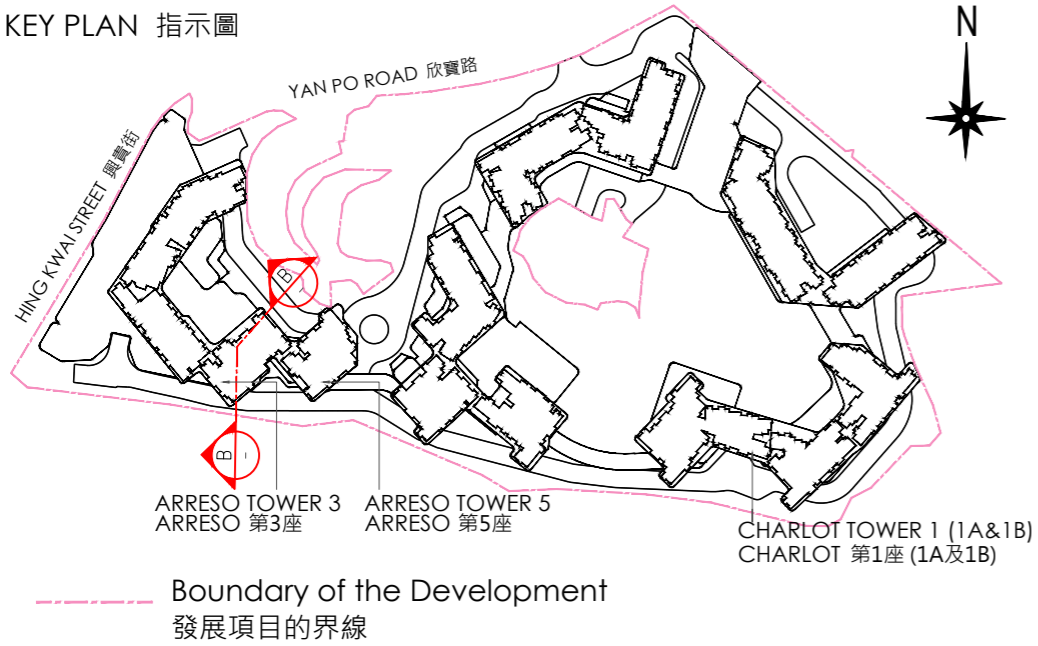 KEY PLAN 指示圖
N
YAN PO ROAD 欣寶路
HING KWAI STREET 興貴街
B
-
B
-
ARRESO TOWER 3
ARRESO 第3座
ARRESO TOWER 5
ARRESO 第5座
CHARLOT TOWER 1 (1A&1B)
CHARLOT 第1座 (1A及1B)
Boundary of the Development
發展項目的界線